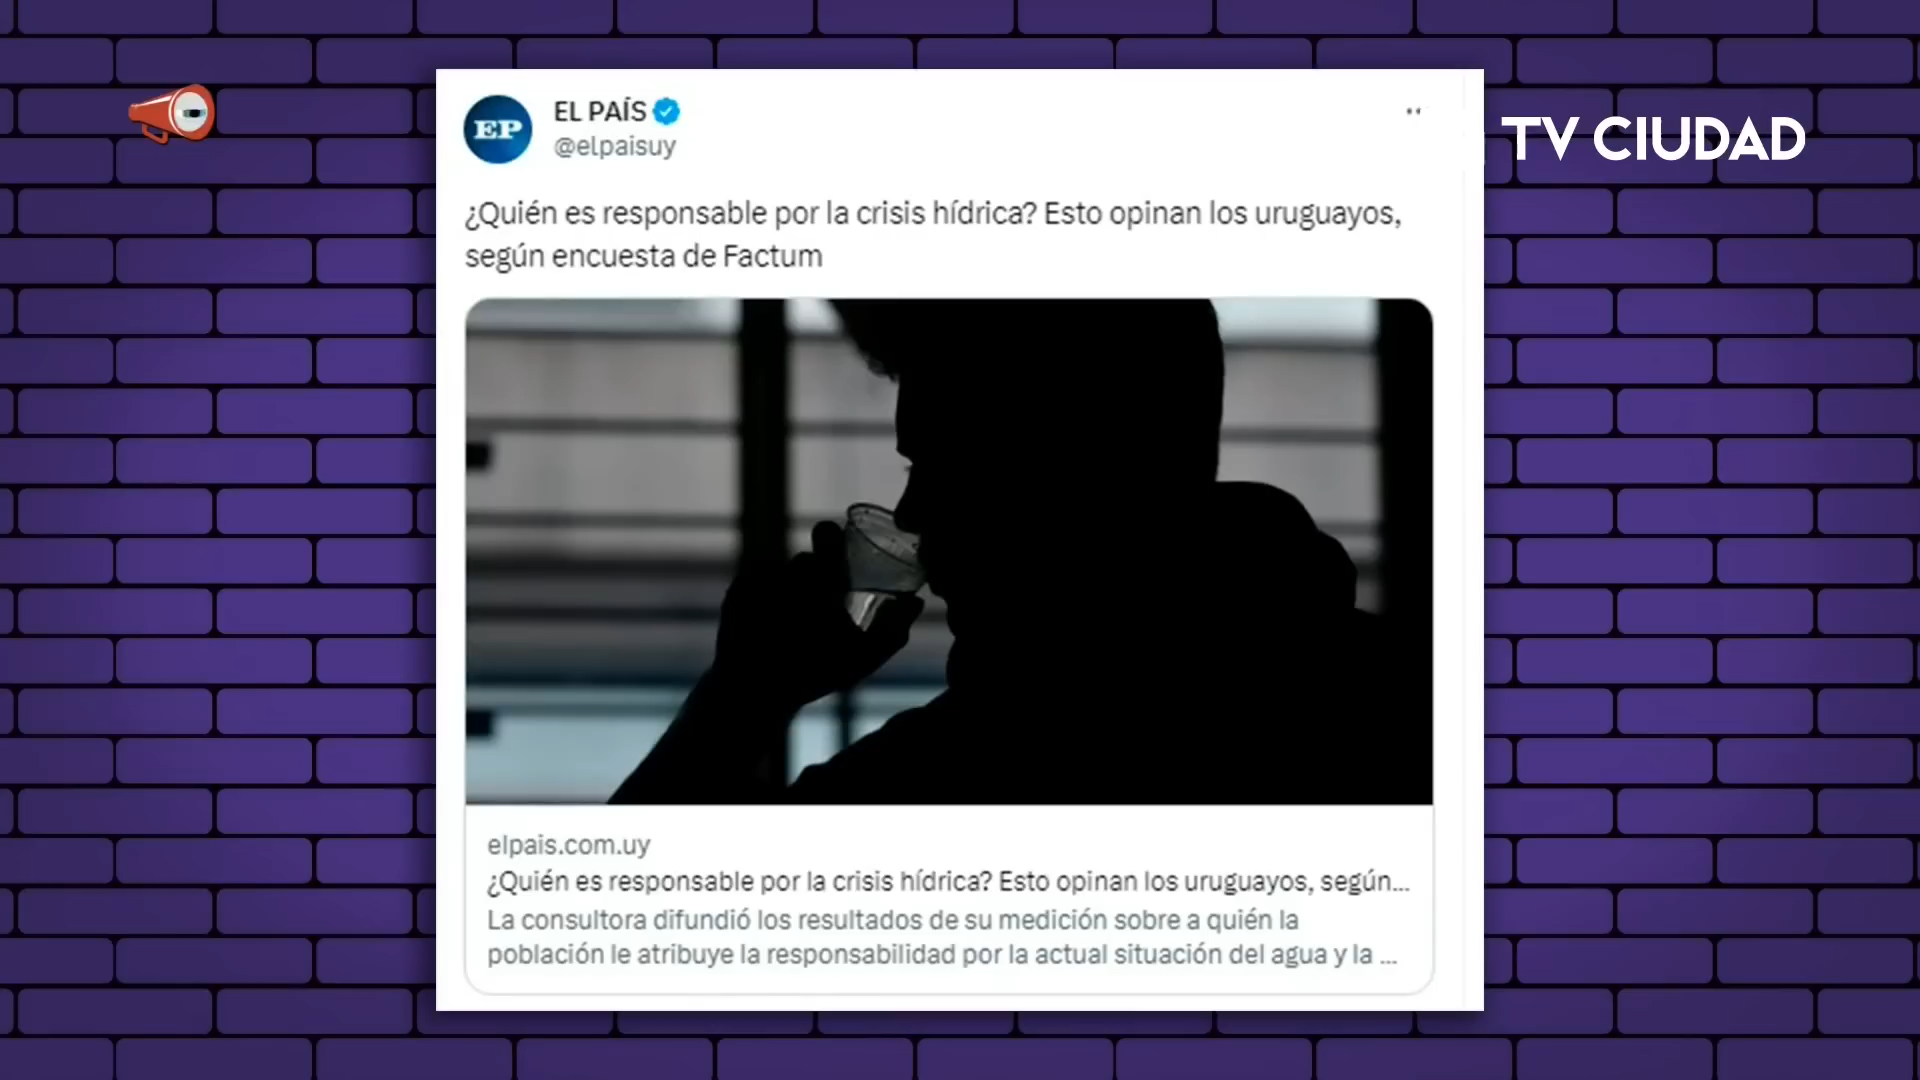 EP
EL PAÍS
@elpaisuy
TV CIUDAD
¿Quién es responsable por la crisis hídrica? Esto opinan los uruguayos,
según encuesta de Factum
elpais.com.uy
¿Quién es responsable por la crisis hídrica? Esto opinan los uruguayos, según...
La consultora difundió los resultados de su medición sobre a quién la
población le atribuye la responsabilidad por la actual situación del agua y la ...